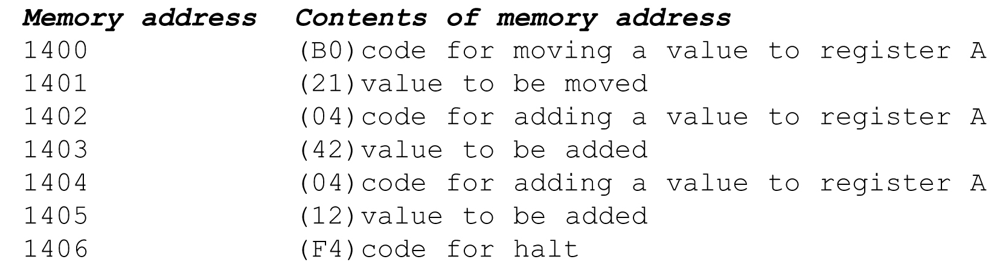 Memory address Contents of memory address
1400 (B0)code for moving a value to register A
1401 (21)value to be moved
1402 (04)code for adding a value to register A
1403 (42)value to be added
1404 (04)code for adding a value to register A
1405 (12)value to be added
1406 (F4)code for halt